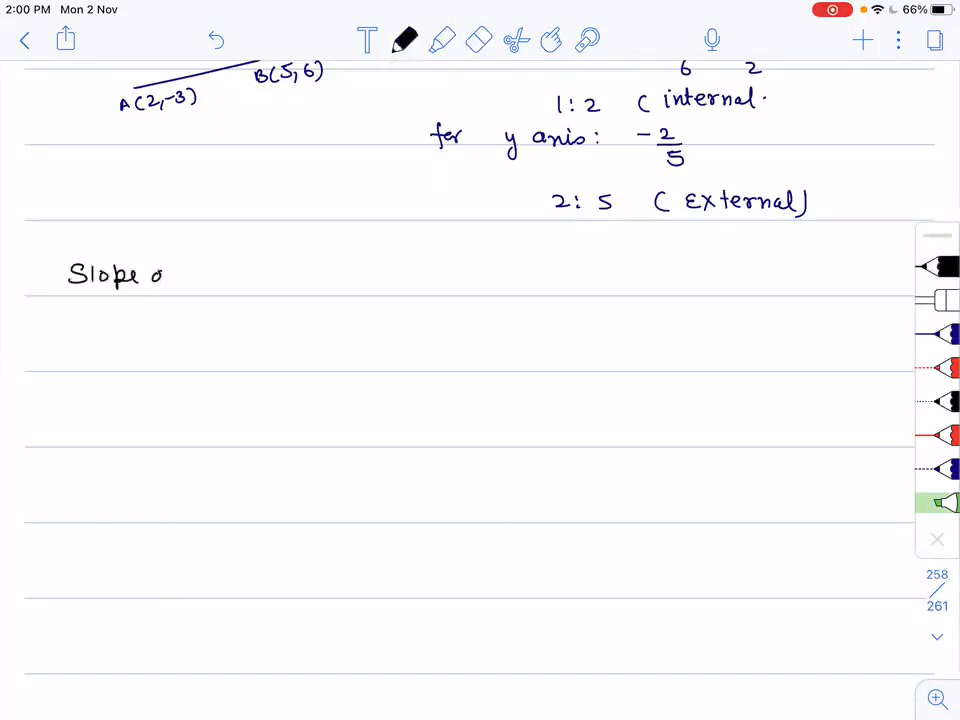 2:00 PM Mon 2 Nov 66%
B(5,6)
6 2
A(2,-3)
1:2 (internal.
for y axis: -2/5
2:5 (External)
Slope o
258
/
261